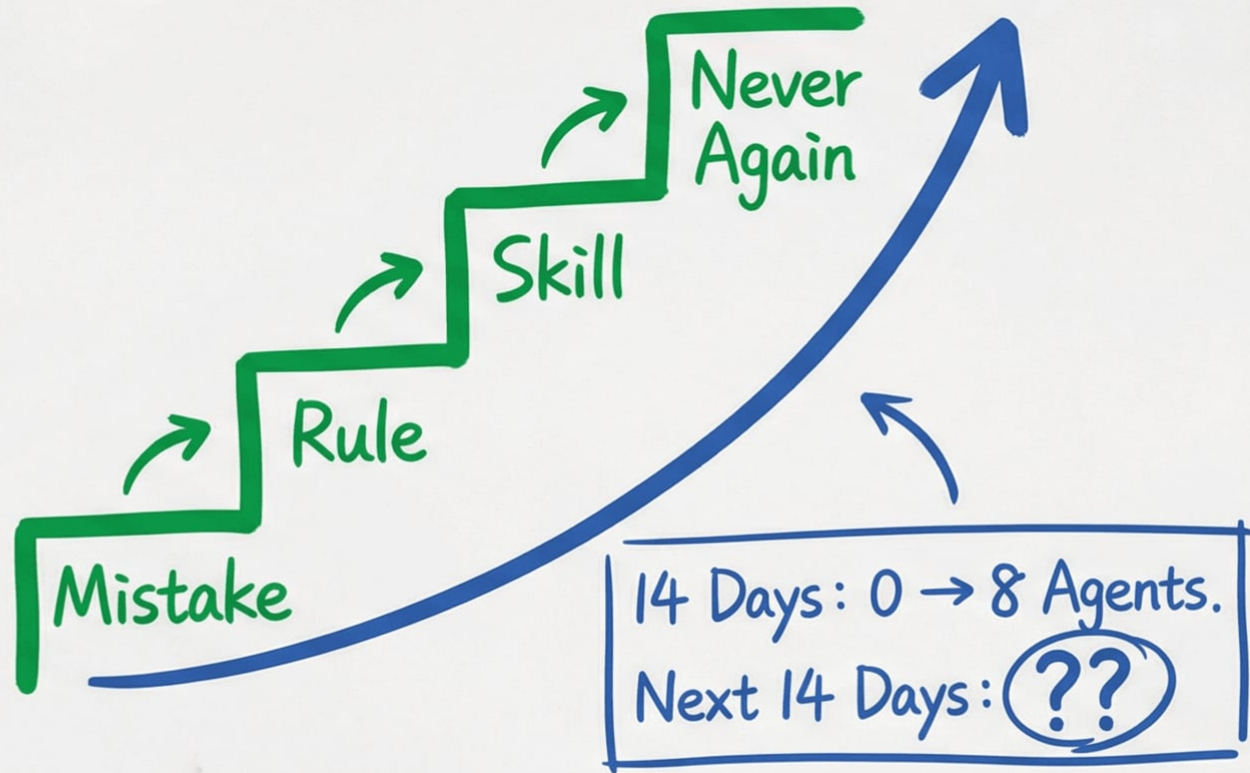 Never
Again
Skill
Rule
Mistake
14 Days: 0 → 8 Agents.
Next 14 Days: ??